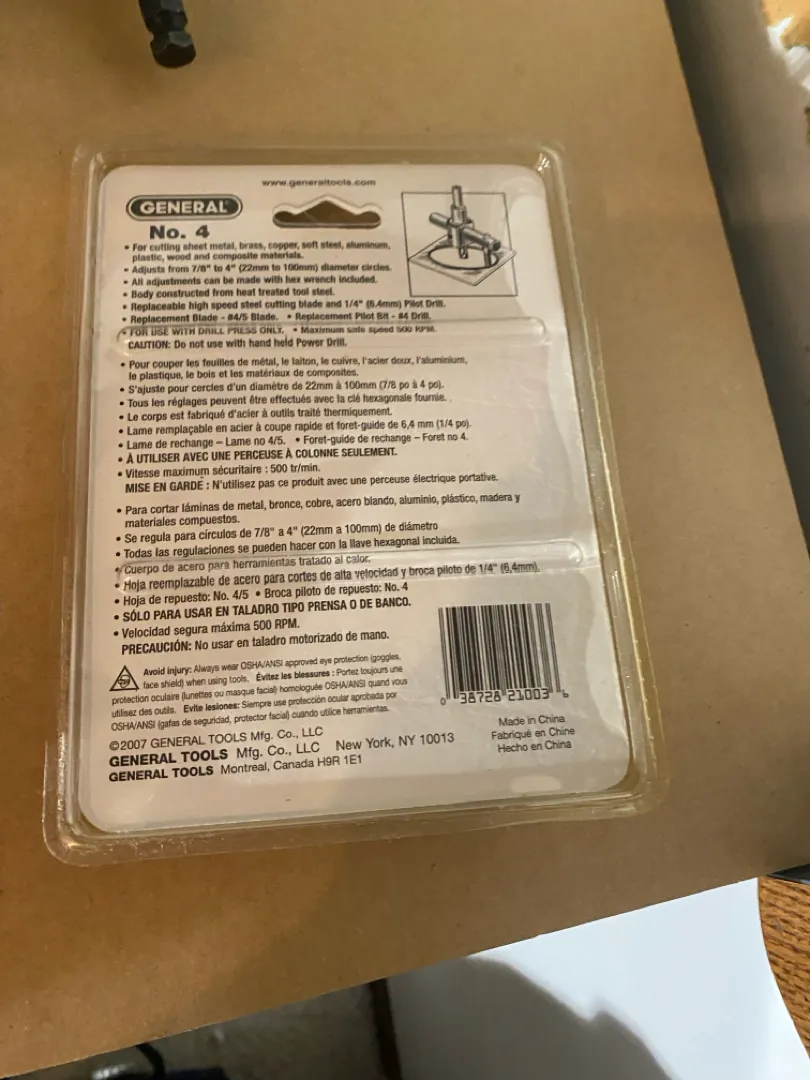 www.generaltools.com
GENERAL®
No. 4
• For cutting sheet metal, brass, copper, soft steel, aluminum,
plastic, wood and composite materials.
• Adjusts from 7/8" to 4" (22mm to 100mm) diameter circles.
• All adjustments can be made with hex wrench included.
• Body constructed from heat treated tool steel.
• Replaceable high speed steel cutting blade and 1/4" (6.4mm) Pilot Drill.
• Replacement Blade - #4/5 Blade. • Replacement Pilot Bit - #4 Drill.
• FOR USE WITH DRILL PRESS ONLY. • Maximum safe speed 500 RPM.
CAUTION: Do not use with hand held Power Drill.
• Pour couper les feuilles de métal, le laiton, le cuivre, l'acier doux, l'aluminium,
le plastique, le bois et les matériaux de composites.
• S'ajuste pour cercles d'un diamètre de 22mm à 100mm (7/8 po à 4 po).
• Tous les réglages peuvent être effectués avec la clé hexagonale fournie.
• Le corps est fabriqué d'acier à outils traité thermiquement.
• Lame remplaçable en acier à coupe rapide et foret-guide de 6,4 mm (1/4 po).
• Lame de rechange – Lame no 4/5. • Foret-guide de rechange – Foret no 4.
• À UTILISER AVEC UNE PERCEUSE À COLONNE SEULEMENT.
• Vitesse maximum sécuritaire : 500 tr/min.
MISE EN GARDE : N'utilisez pas ce produit avec une perceuse électrique portative.
• Para cortar láminas de metal, bronce, cobre, acero blando, aluminio, plástico, madera y
materiales compuestos.
• Se regula para círculos de 7/8" a 4" (22mm a 100mm) de diámetro
• Todas las regulaciones se pueden hacer con la llave hexagonal incluida.
• Cuerpo de acero para herramientas tratado al calor.
• Hoja reemplazable de acero para cortes de alta velocidad y broca piloto de 1/4" (6,4mm).
• Hoja de repuesto: No. 4/5 • Broca piloto de repuesto: No. 4
• SÓLO PARA USAR EN TALADRO TIPO PRENSA O DE BANCO.
• Velocidad segura máxima 500 RPM.
PRECAUCIÓN: No usar en taladro motorizado de mano.
Avoid injury: Always wear OSHA/ANSI approved eye protection (goggles,
face shield) when using tools. Évitez les blessures : Portez toujours une
protection oculaire (lunettes ou masque facial) homologuée OSHA/ANSI quand vous
utilisez des outils. Evite lesiones: Siempre use protección ocular aprobada por
OSHA/ANSI (gafas de seguridad, protector facial) cuando utilice herramientas.
0 38728 21003 6
©2007 GENERAL TOOLS Mfg. Co., LLC
GENERAL TOOLS Mfg. Co., LLC New York, NY 10013
GENERAL TOOLS Montreal, Canada H9R 1E1
Made in China
Fabriqué en Chine
Hecho en China